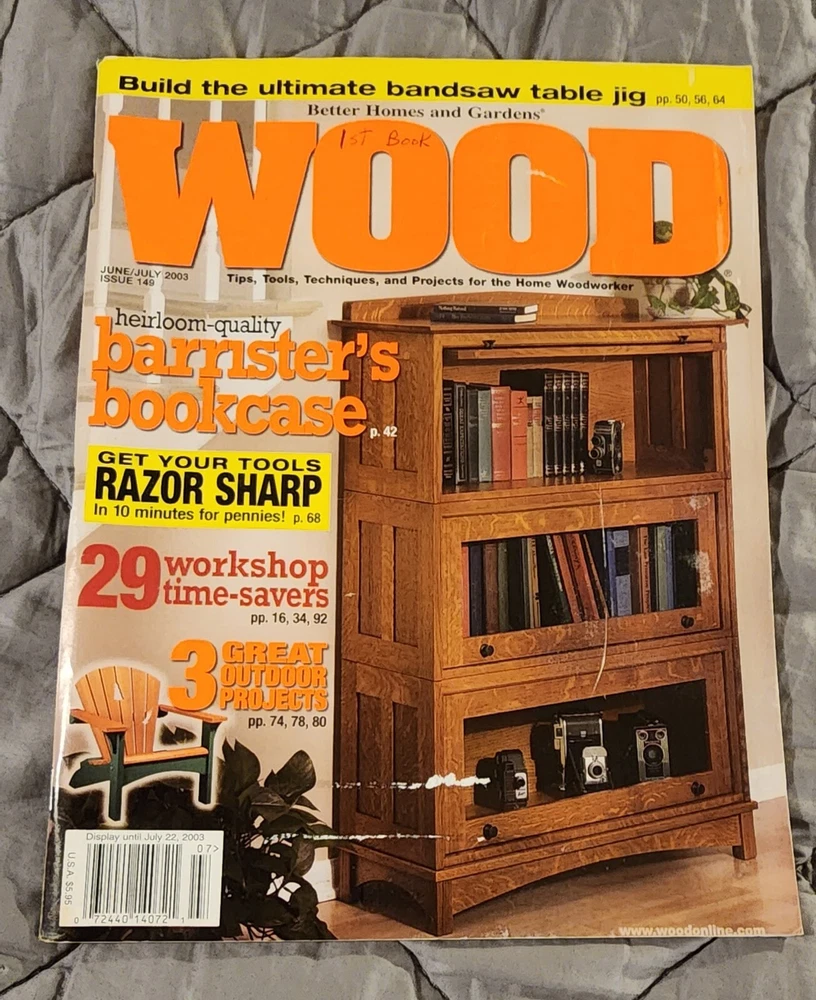 Build the ultimate bandsaw table jig pp. 50, 56, 64
Better Homes and Gardens®
WOOD®
1st Book
JUNE/JULY 2003
ISSUE 149
Tips, Tools, Techniques, and Projects for the Home Woodworker
heirloom-quality
barrister's
bookcase p. 42
GET YOUR TOOLS
RAZOR SHARP
In 10 minutes for pennies! p. 68
29 workshop
time-savers
pp. 16, 34, 92
3 GREAT
OUTDOOR
PROJECTS
pp. 74, 78, 80
Display until July 22, 2003
07>
U.S.A. $5.95
0 72440 14072 1
www.woodonline.com